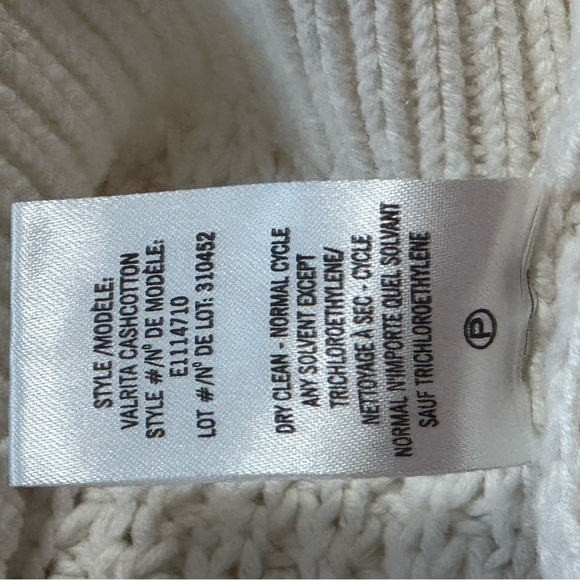 STYLE /MODÈLE:
VALRITA CASHCOTTON
STYLE #/Nº DE MODÈLE:
E1114710
LOT #/Nº DE LOT: 310452
DRY CLEAN - NORMAL CYCLE
ANY SOLVENT EXCEPT
TRICHLOROETHYLENE/
NETTOYAGE À SEC - CYCLE
NORMAL N'IMPORTE QUEL SOLVANT
SAUF TRICHLOROETHYLENE
P